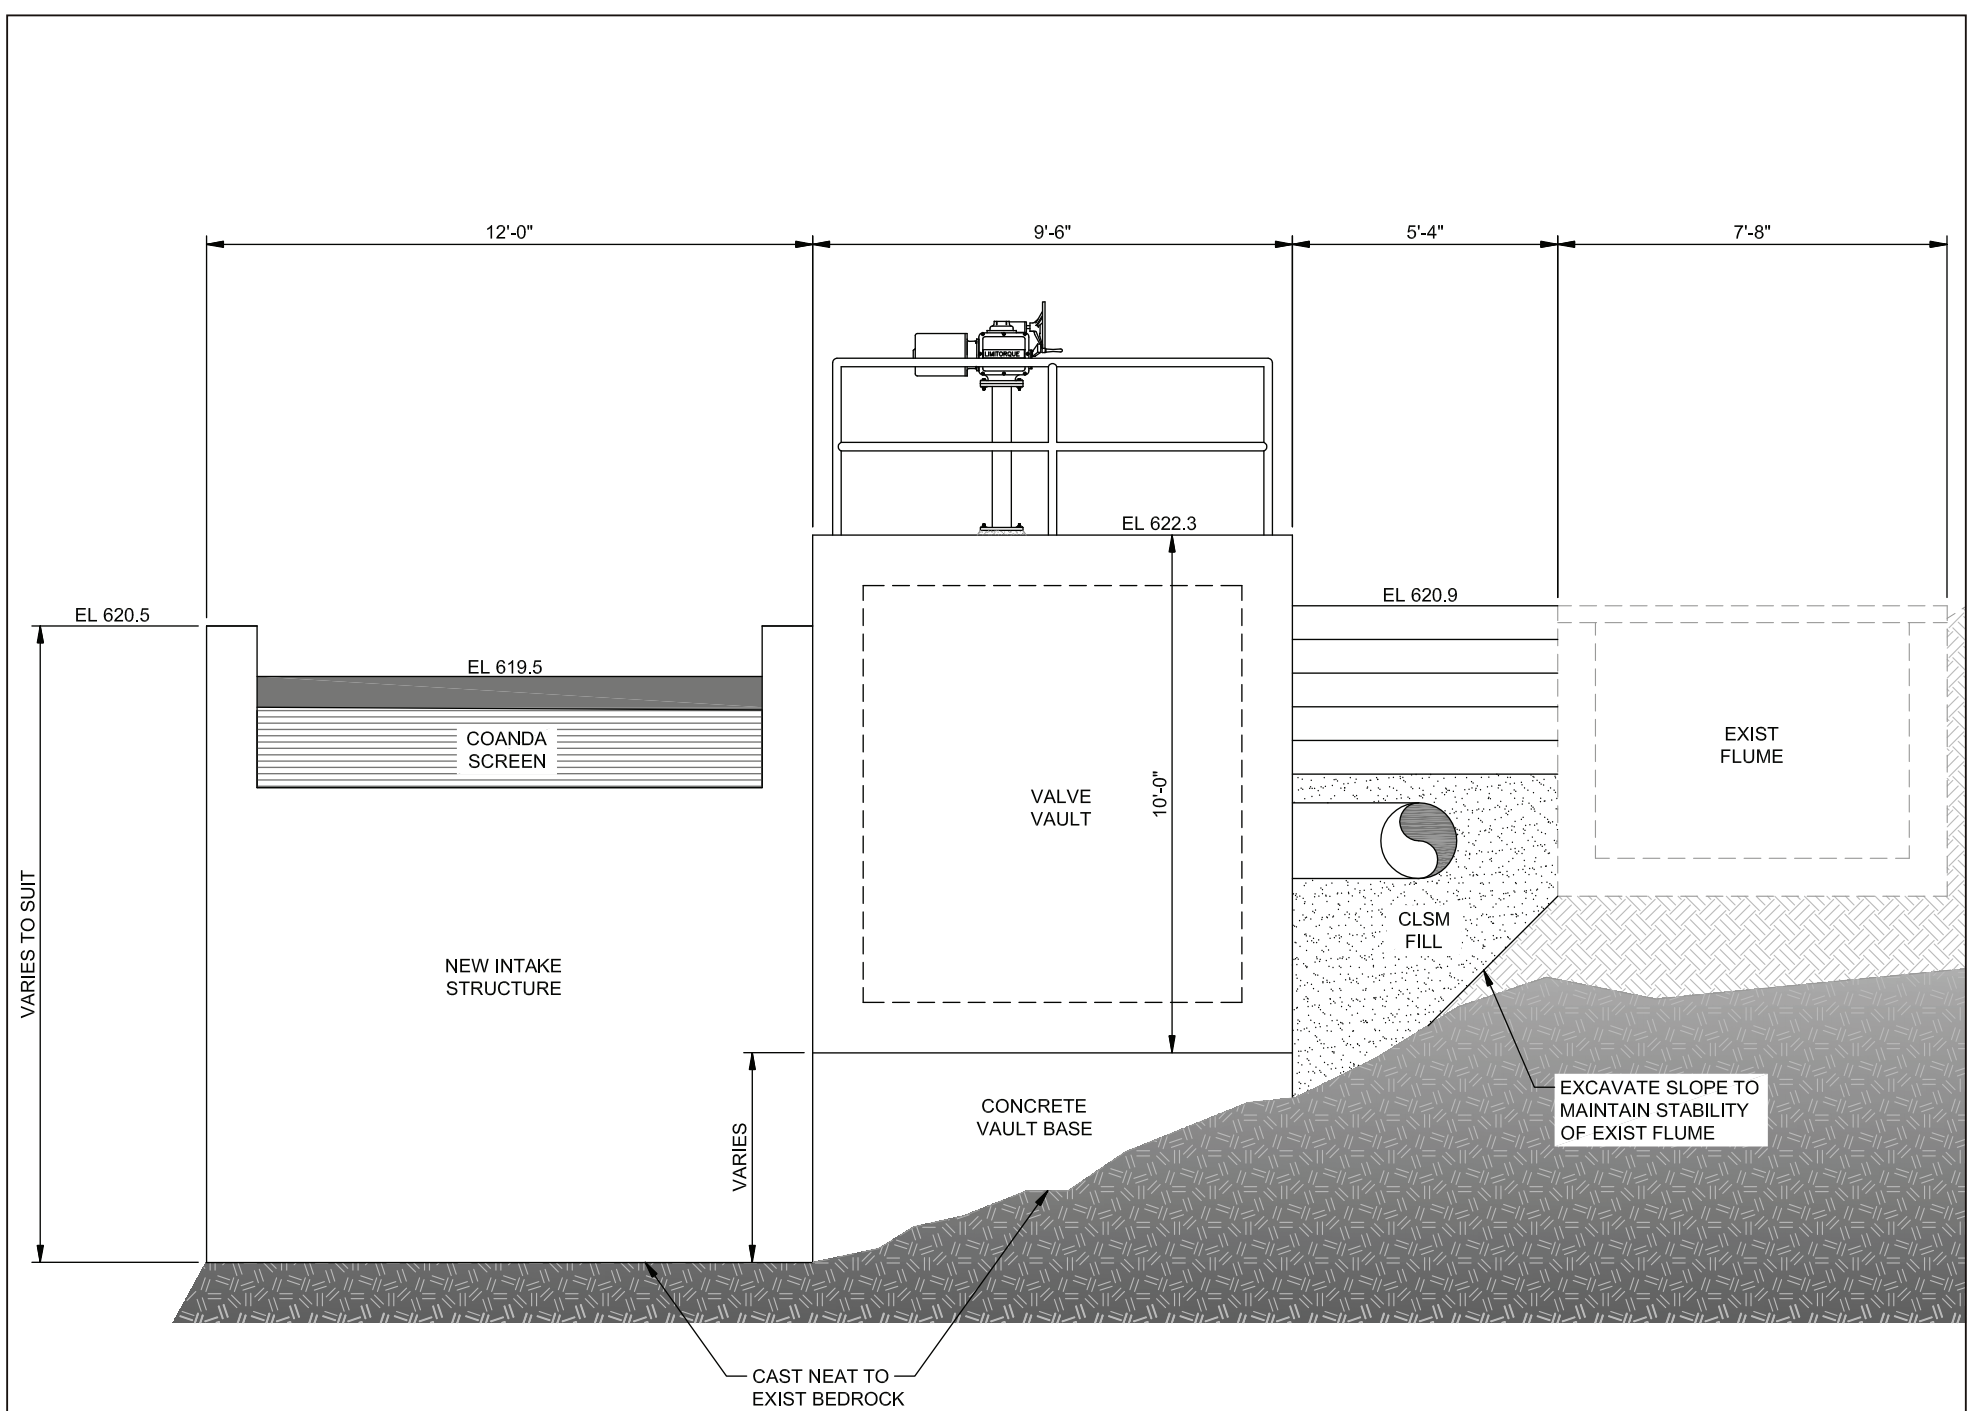 12'-0"
9'-6"
5'-4"
7'-8"
LIMITORQUE
EL 622.3
EL 620.5
EL 620.9
EL 619.5
COANDA
SCREEN
VALVE
VAULT
10'-0"
EXIST
FLUME
VARIES TO SUIT
NEW INTAKE
STRUCTURE
CLSM
FILL
CONCRETE
VAULT BASE
VARIES
EXCAVATE SLOPE TO
MAINTAIN STABILITY
OF EXIST FLUME
CAST NEAT TO
EXIST BEDROCK